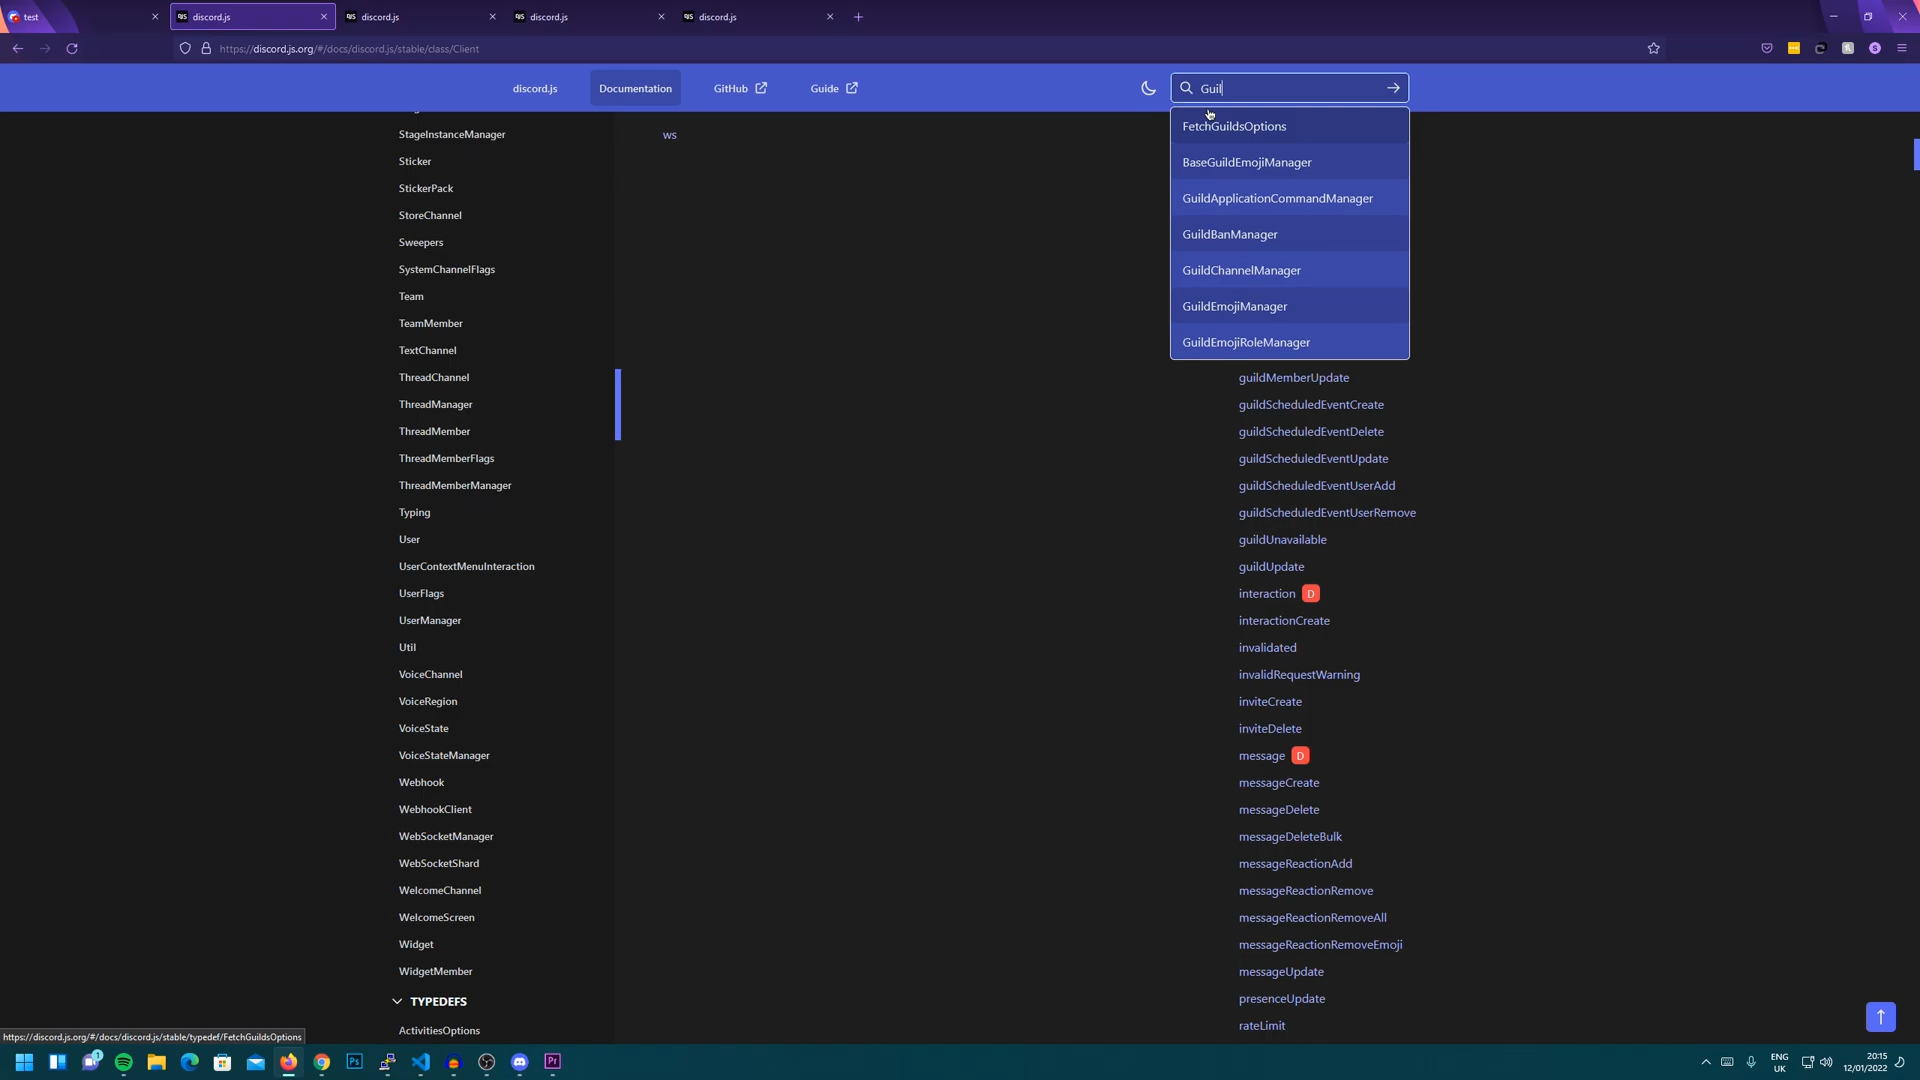 test
discord.js
discord.js
discord.js
discord.js
https://discord.js.org/#/docs/discord.js/stable/class/Client
discord.js
Documentation
GitHub
Guide
Guil
FetchGuildsOptions
BaseGuildEmojiManager
GuildApplicationCommandManager
GuildBanManager
GuildChannelManager
GuildEmojiManager
GuildEmojiRoleManager
StageInstanceManager
Sticker
StickerPack
StoreChannel
Sweepers
SystemChannelFlags
Team
TeamMember
TextChannel
ThreadChannel
ThreadManager
ThreadMember
ThreadMemberFlags
ThreadMemberManager
Typing
User
UserContextMenuInteraction
UserFlags
UserManager
Util
VoiceChannel
VoiceRegion
VoiceState
VoiceStateManager
Webhook
WebhookClient
WebSocketManager
WebSocketShard
WelcomeChannel
WelcomeScreen
Widget
WidgetMember
TYPEDEFS
ActivitiesOptions
ws
guildMemberUpdate
guildScheduledEventCreate
guildScheduledEventDelete
guildScheduledEventUpdate
guildScheduledEventUserAdd
guildScheduledEventUserRemove
guildUnavailable
guildUpdate
interaction D
interactionCreate
invalidated
invalidRequestWarning
inviteCreate
inviteDelete
message D
messageCreate
messageDelete
messageDeleteBulk
messageReactionAdd
messageReactionRemove
messageReactionRemoveAll
messageReactionRemoveEmoji
messageUpdate
presenceUpdate
rateLimit
https://discord.js.org/#/docs/discord.js/stable/typedef/FetchGuildsOptions
1
Ps
Pr
ENG
UK
20:15
12/01/2022